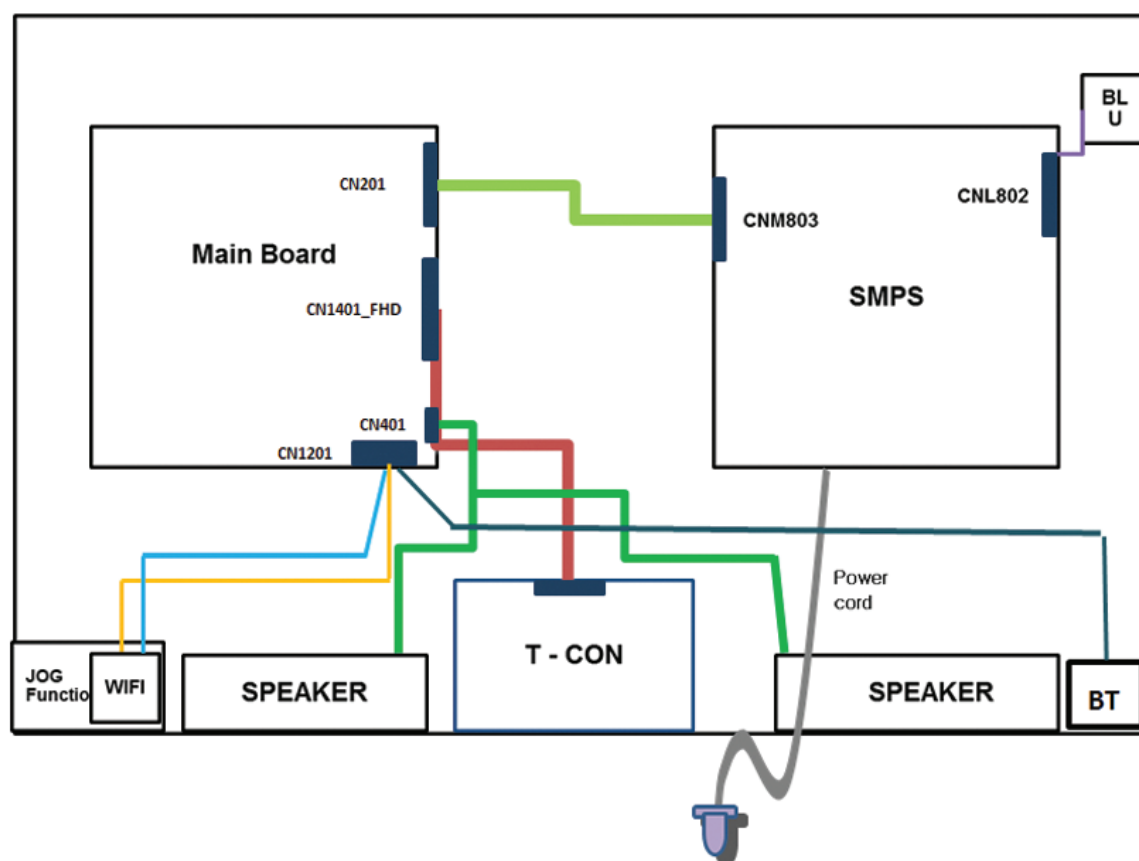 BL
U
CN201
CNM803
CNL802
Main Board
SMPS
CN1401_FHD
CN401
CN1201
Power
cord
T - CON
JOG
Functio
WIFI
SPEAKER
SPEAKER
BT